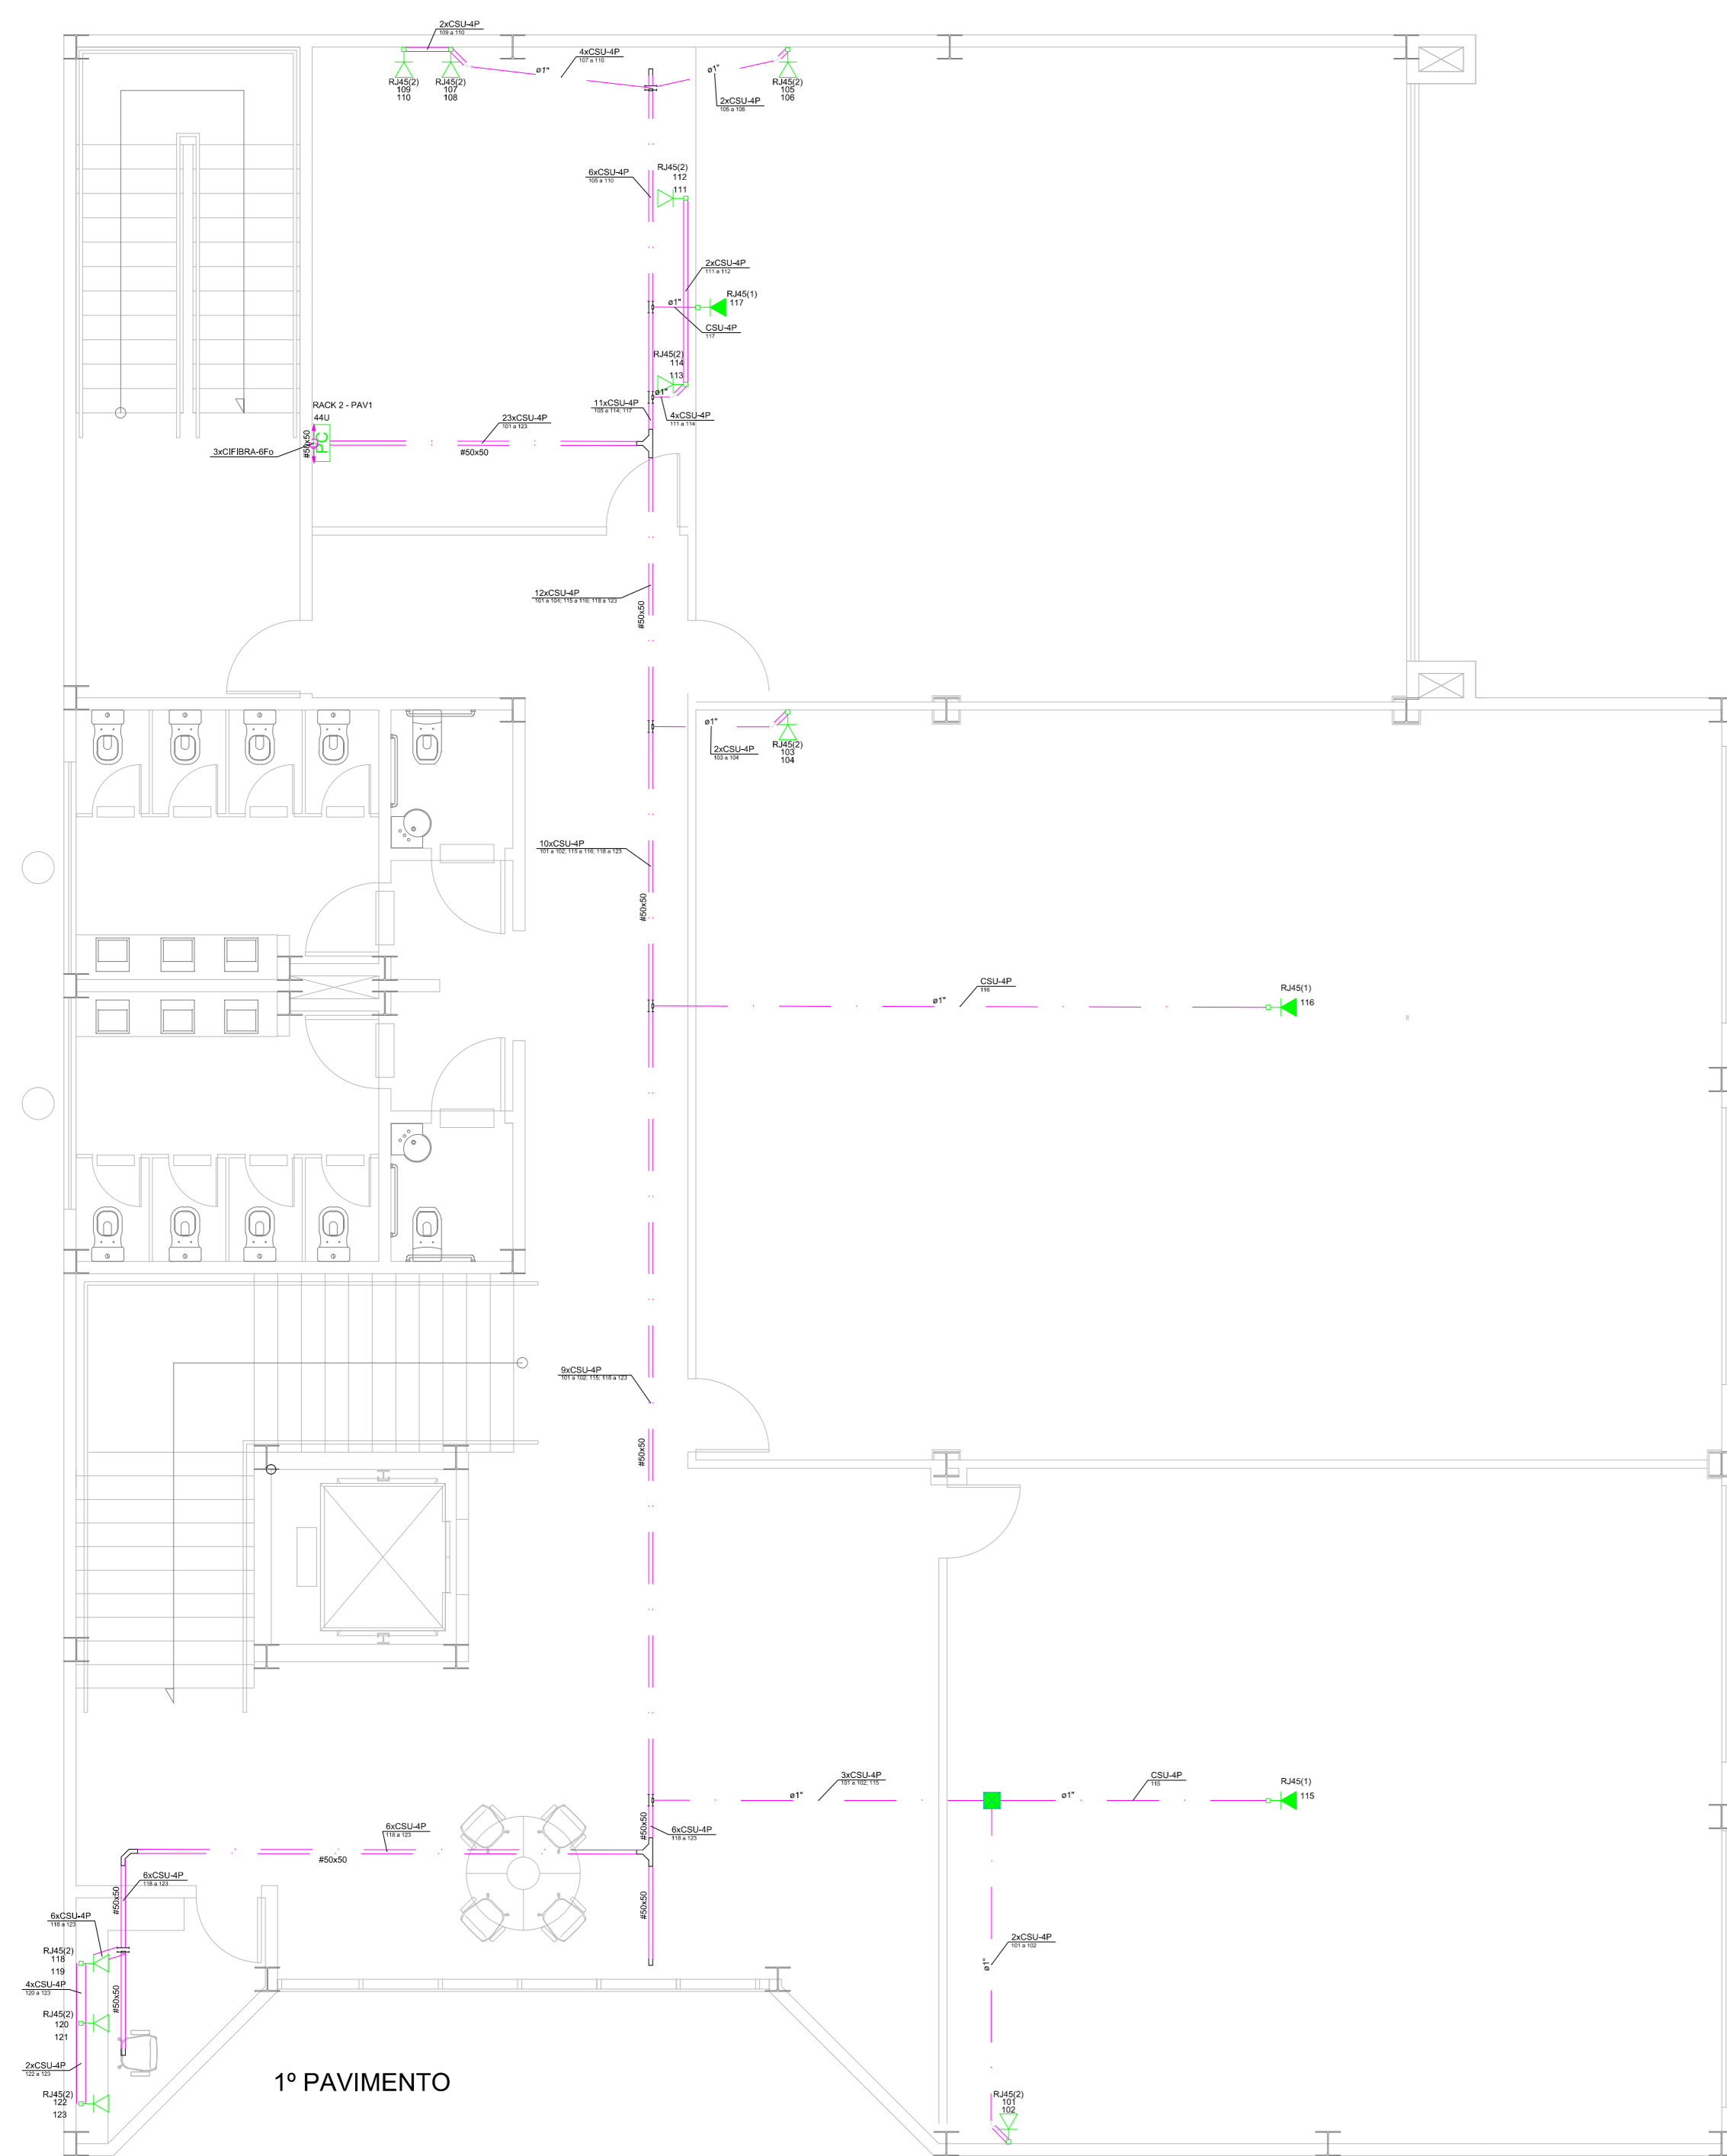 2xCSU-4P
109 a 110
4xCSU-4P
107 a 110
ø1"
ø1"
RJ45(2)
109
110
RJ45(2)
107
108
RJ45(2)
105
106
2xCSU-4P
105 a 106
6xCSU-4P
105 a 110
RJ45(2)
112
111
2xCSU-4P
111 a 112
ø1"
RJ45(1)
117
CSU-4P
117
RJ45(2)
114
113
ø1"
11xCSU-4P
105 a 114; 117
4xCSU-4P
111 a 114
RACK 2 - PAV1
44U
PC
#50x50
23xCSU-4P
101 a 123
#50x50
3xCIFIBRA-6Fo
12xCSU-4P
101 a 104; 115 a 116; 118 a 123
#50x50
ø1"
2xCSU-4P
103 a 104
RJ45(2)
103
104
10xCSU-4P
101 a 102; 115 a 116; 118 a 123
#50x50
ø1"
CSU-4P
116
RJ45(1)
116
9xCSU-4P
101 a 102; 115; 118 a 123
#50x50
3xCSU-4P
101 a 102; 115
ø1"
ø1"
CSU-4P
115
RJ45(1)
115
6xCSU-4P
118 a 123
#50x50
6xCSU-4P
118 a 123
#50x50
#50x50
6xCSU-4P
118 a 123
#50x50
6xCSU-4P
118 a 123
RJ45(2)
118
119
4xCSU-4P
120 a 123
#50x50
RJ45(2)
120
121
2xCSU-4P
122 a 123
RJ45(2)
122
123
2xCSU-4P
101 a 102
ø1"
RJ45(2)
101
102
1º PAVIMENTO